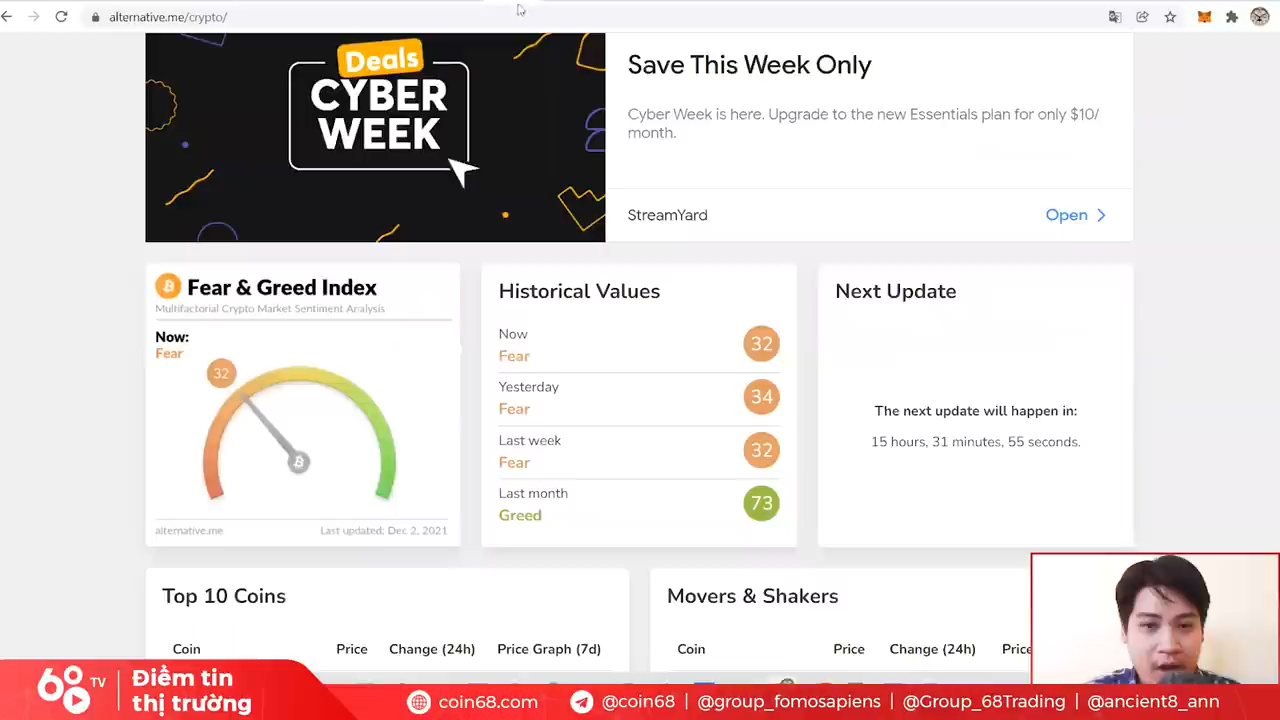 alternative.me/crypto/
Deals
CYBER
WEEK
Save This Week Only
Cyber Week is here. Upgrade to the new Essentials plan for only $10/
month.
StreamYard
Open
Fear & Greed Index
Multifactorial Crypto Market Sentiment Analysis
Now:
Fear
32
alternative.me
Last updated: Dec 2, 2021
Historical Values
Now
Fear
32
Yesterday
Fear
34
Last week
Fear
32
Last month
Greed
73
Next Update
The next update will happen in:
15 hours, 31 minutes, 55 seconds.
Top 10 Coins
Coin Price Change (24h) Price Graph (7d)
Movers & Shakers
Coin Price Change (24h) Price
68 TV
Điểm tin
thị trường
coin68.com
@coin68 | @group_fomosapiens | @Group_68Trading | @ancient8_ann